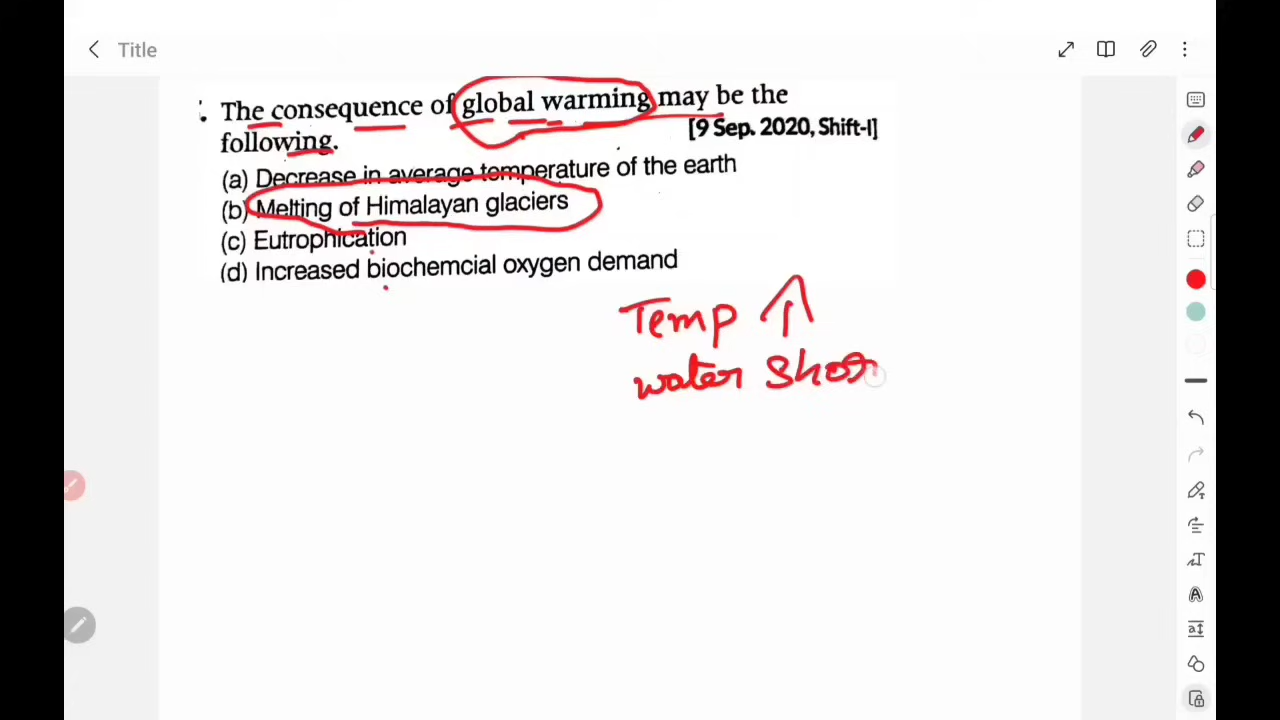 Title
The consequence of global warming may be the
following. [9 Sep. 2020, Shift-I]
(a) Decrease in average temperature of the earth
(b) Melting of Himalayan glaciers
(c) Eutrophication
(d) Increased biochemcial oxygen demand
Temp ↑
water Shor